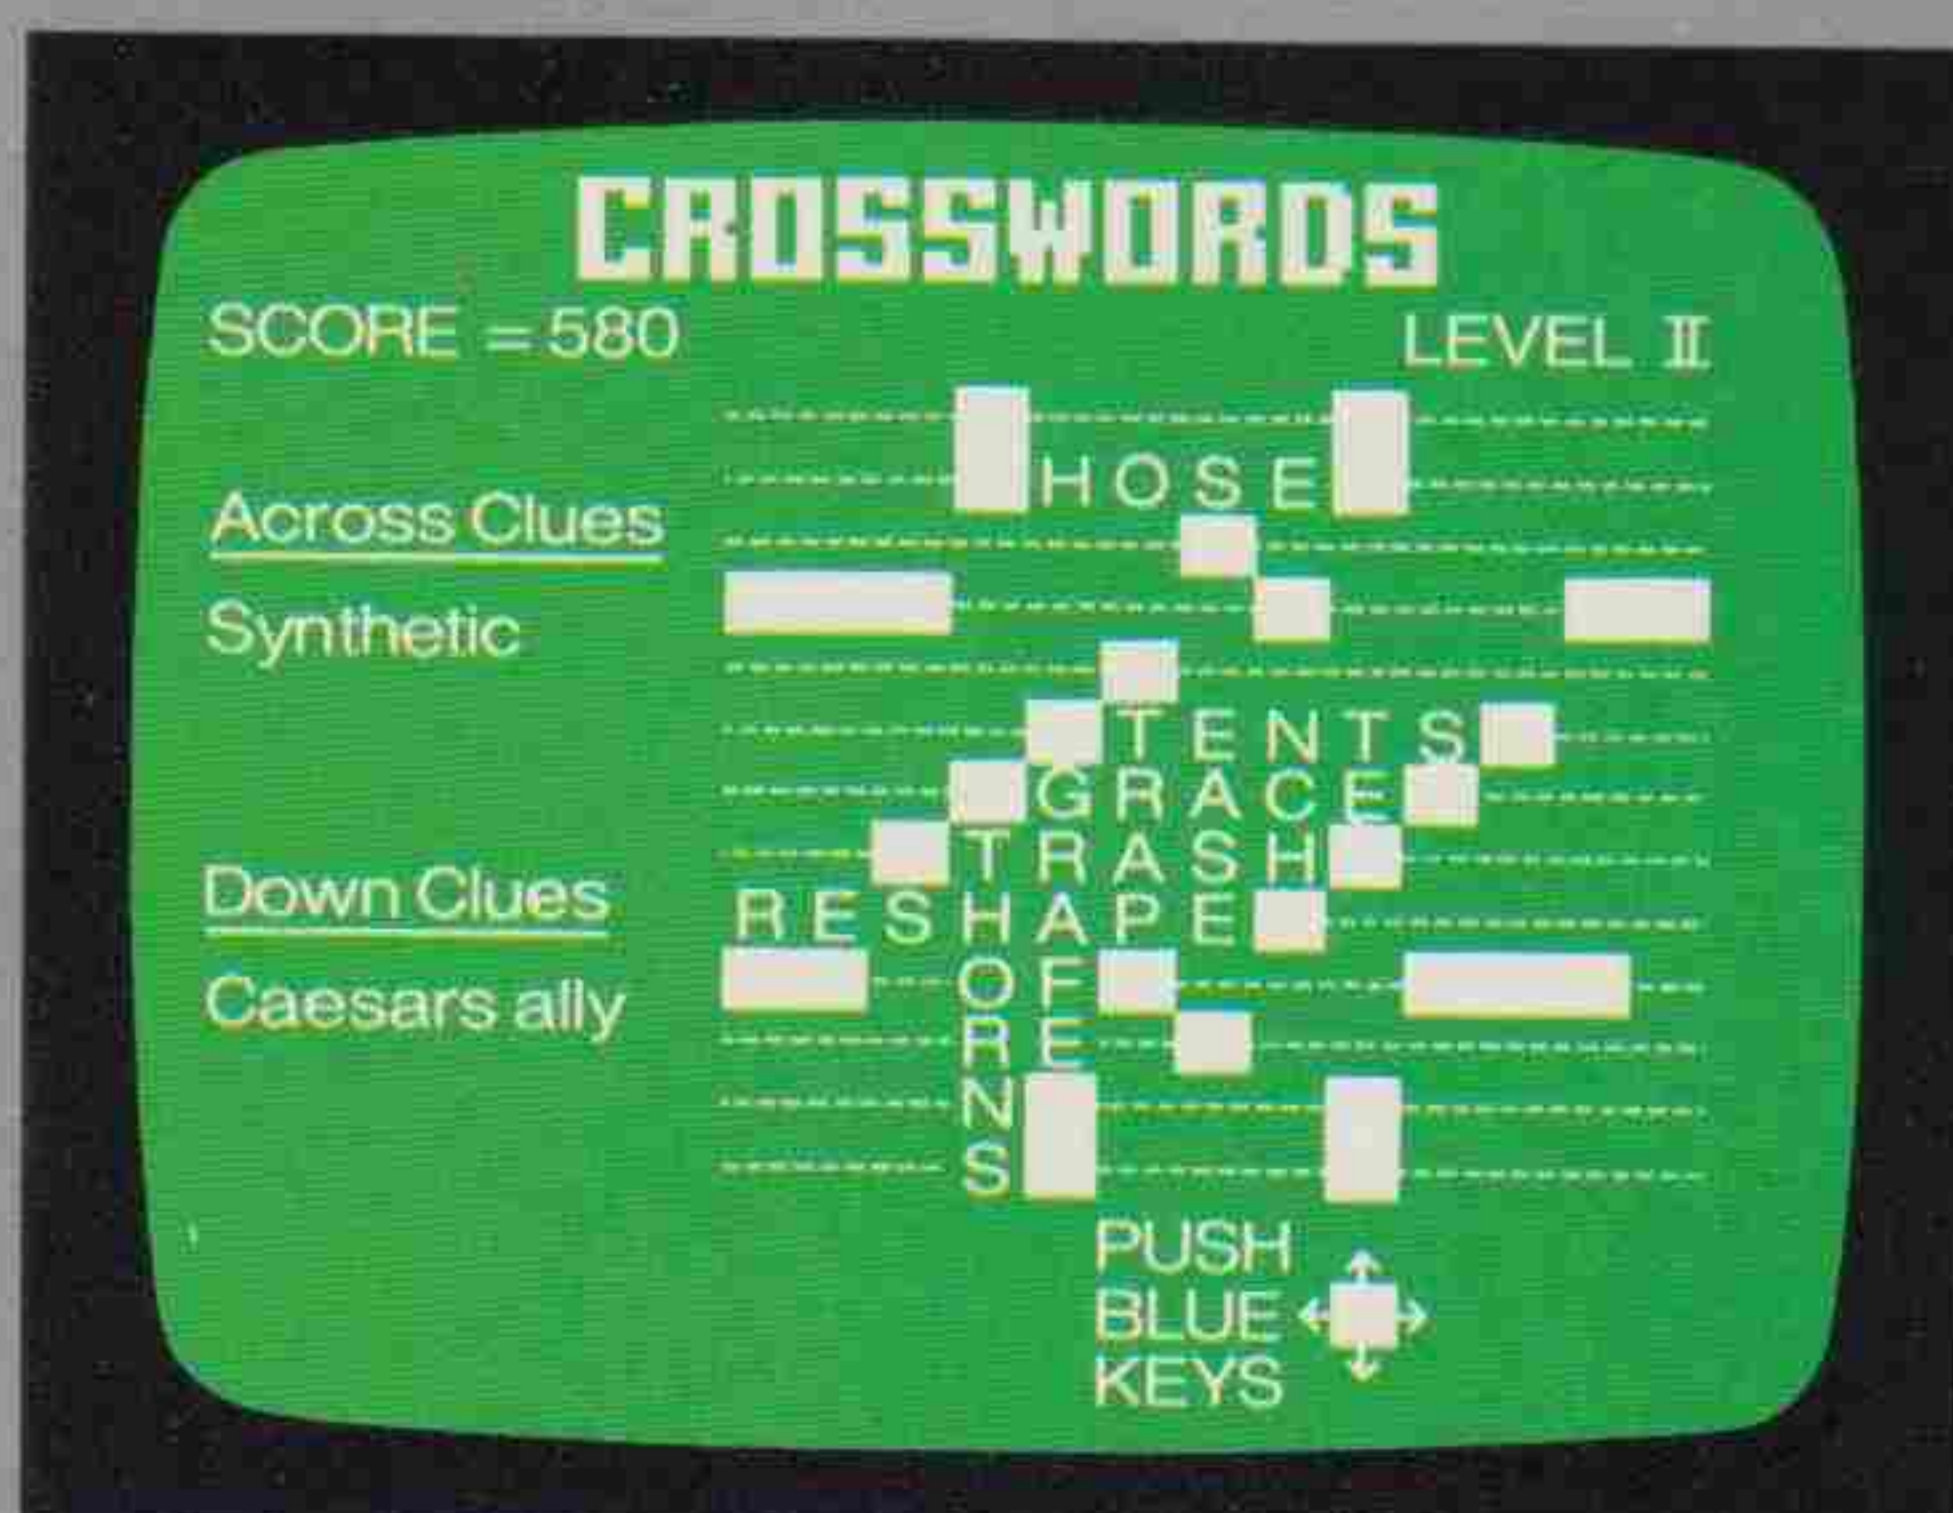 CROSSWORDS
SCORE = 580
LEVEL II
HOSE
Across Clues
Synthetic
TENTS
GRACE
TRASH
Down Clues
RESHAPE
Caesars ally
OF
RE
N
S
PUSH
BLUE
KEYS